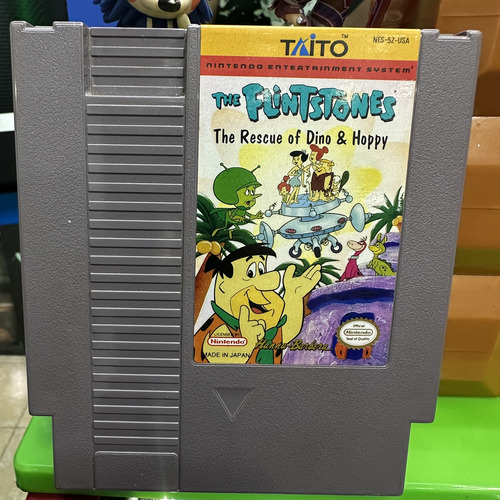 TAITO™
NES-5Z-USA
NINTENDO ENTERTAINMENT SYSTEM®
THE FLINTSTONES
The Rescue of Dino & Hoppy
LICENSED BY
Nintendo
MADE IN JAPAN
Hanna-Barbera
Official
Nintendo
Seal of Quality